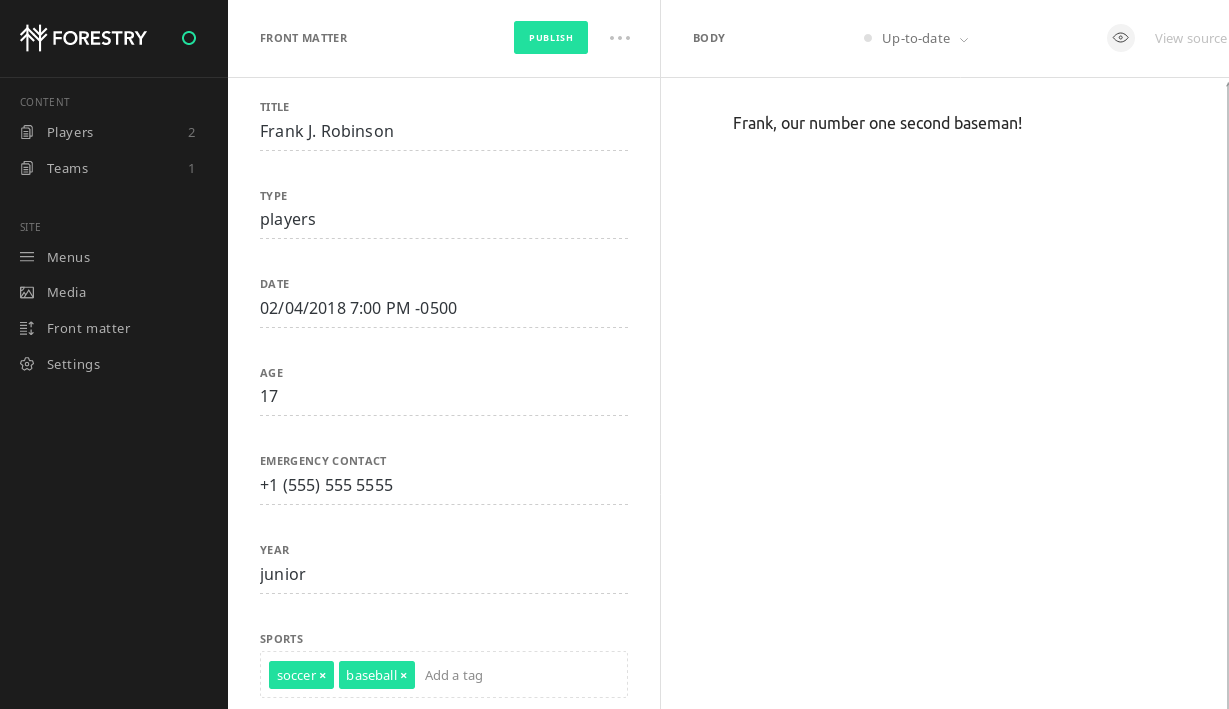 FORESTRY
CONTENT
Players 2
Teams 1
SITE
Menus
Media
Front matter
Settings
FRONT MATTER
PUBLISH
TITLE
Frank J. Robinson
TYPE
players
DATE
02/04/2018 7:00 PM -0500
AGE
17
EMERGENCY CONTACT
+1 (555) 555 5555
YEAR
junior
SPORTS
soccer × baseball × Add a tag
BODY
Up-to-date
View source
Frank, our number one second baseman!